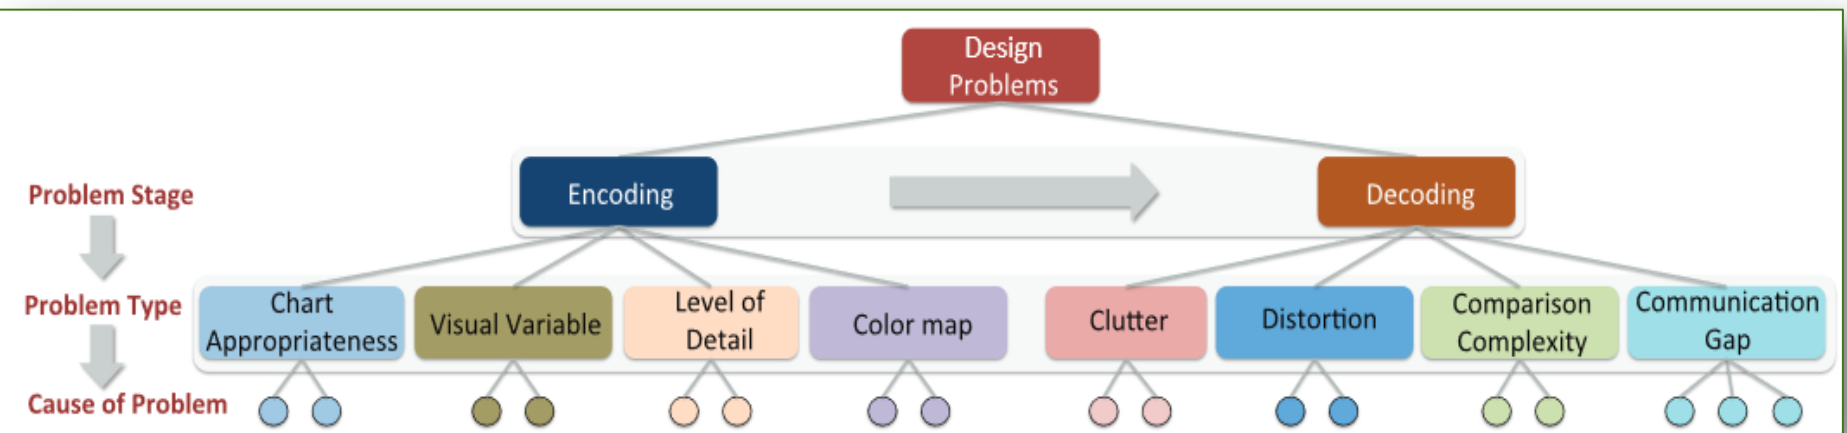 Design
Problems
Problem Stage
Encoding
Decoding
Problem Type
Chart
Appropriateness
Visual Variable
Level of
Detail
Color map
Clutter
Distortion
Comparison
Complexity
Communication
Gap
Cause of Problem